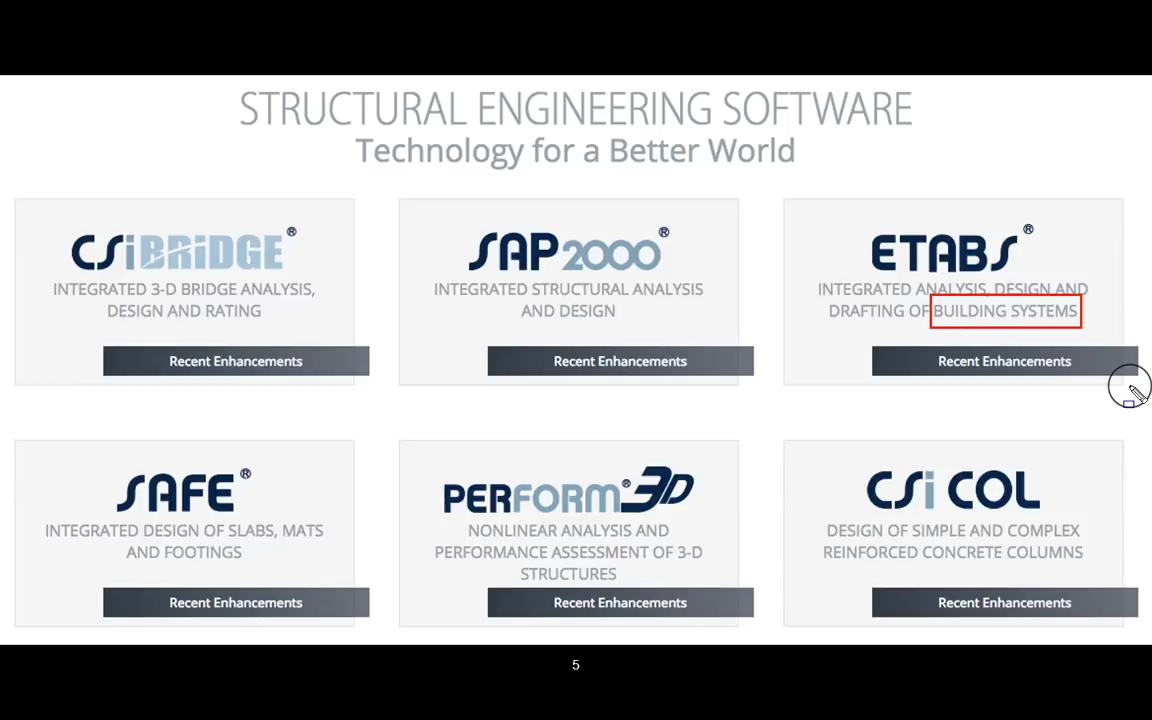 STRUCTURAL ENGINEERING SOFTWARE
Technology for a Better World
CSiBRiDGE®
INTEGRATED 3-D BRIDGE ANALYSIS,
DESIGN AND RATING
Recent Enhancements
SAP2000®
INTEGRATED STRUCTURAL ANALYSIS
AND DESIGN
Recent Enhancements
ETABS®
INTEGRATED ANALYSIS, DESIGN AND
DRAFTING OF BUILDING SYSTEMS
Recent Enhancements
SAFE®
INTEGRATED DESIGN OF SLABS, MATS
AND FOOTINGS
Recent Enhancements
PERFORM®3D
NONLINEAR ANALYSIS AND
PERFORMANCE ASSESSMENT OF 3-D
STRUCTURES
Recent Enhancements
CSi COL
DESIGN OF SIMPLE AND COMPLEX
REINFORCED CONCRETE COLUMNS
Recent Enhancements
5